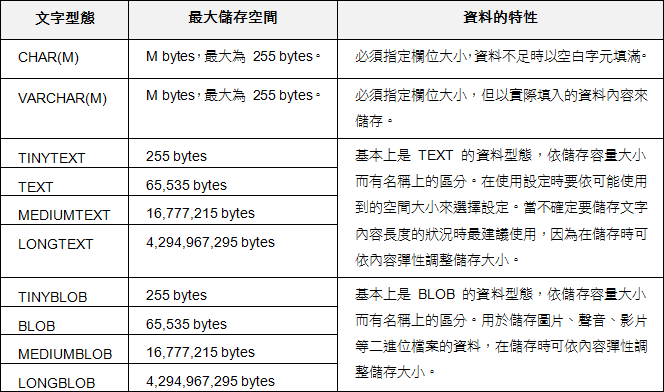 文字型態 最大儲存空間 資料的特性
CHAR(M) M bytes，最大為 255 bytes。 必須指定欄位大小，資料不足時以空白字元填滿。
VARCHAR(M) M bytes，最大為 255 bytes。 必須指定欄位大小，但以實際填入的資料內容來
儲存。
TINYTEXT 255 bytes 基本上是 TEXT 的資料型態，依儲存容量大小
TEXT 65,535 bytes 而有名稱上的區分。在使用設定時要依可能使用
MEDIUMTEXT 16,777,215 bytes 到的空間大小來選擇設定。當不確定要儲存文字
LONGTEXT 4,294,967,295 bytes 內容長度的狀況時最建議使用，因為在儲存時可
依內容彈性調整儲存大小。
TINYBLOB 255 bytes 基本上是 BLOB 的資料型態，依儲存容量大小
BLOB 65,535 bytes 而有名稱上的區分。用於儲存圖片、聲音、影片
MEDIUMBLOB 16,777,215 bytes 等二進位檔案的資料，在儲存時可依內容彈性調
LONGBLOB 4,294,967,295 bytes 整儲存大小。